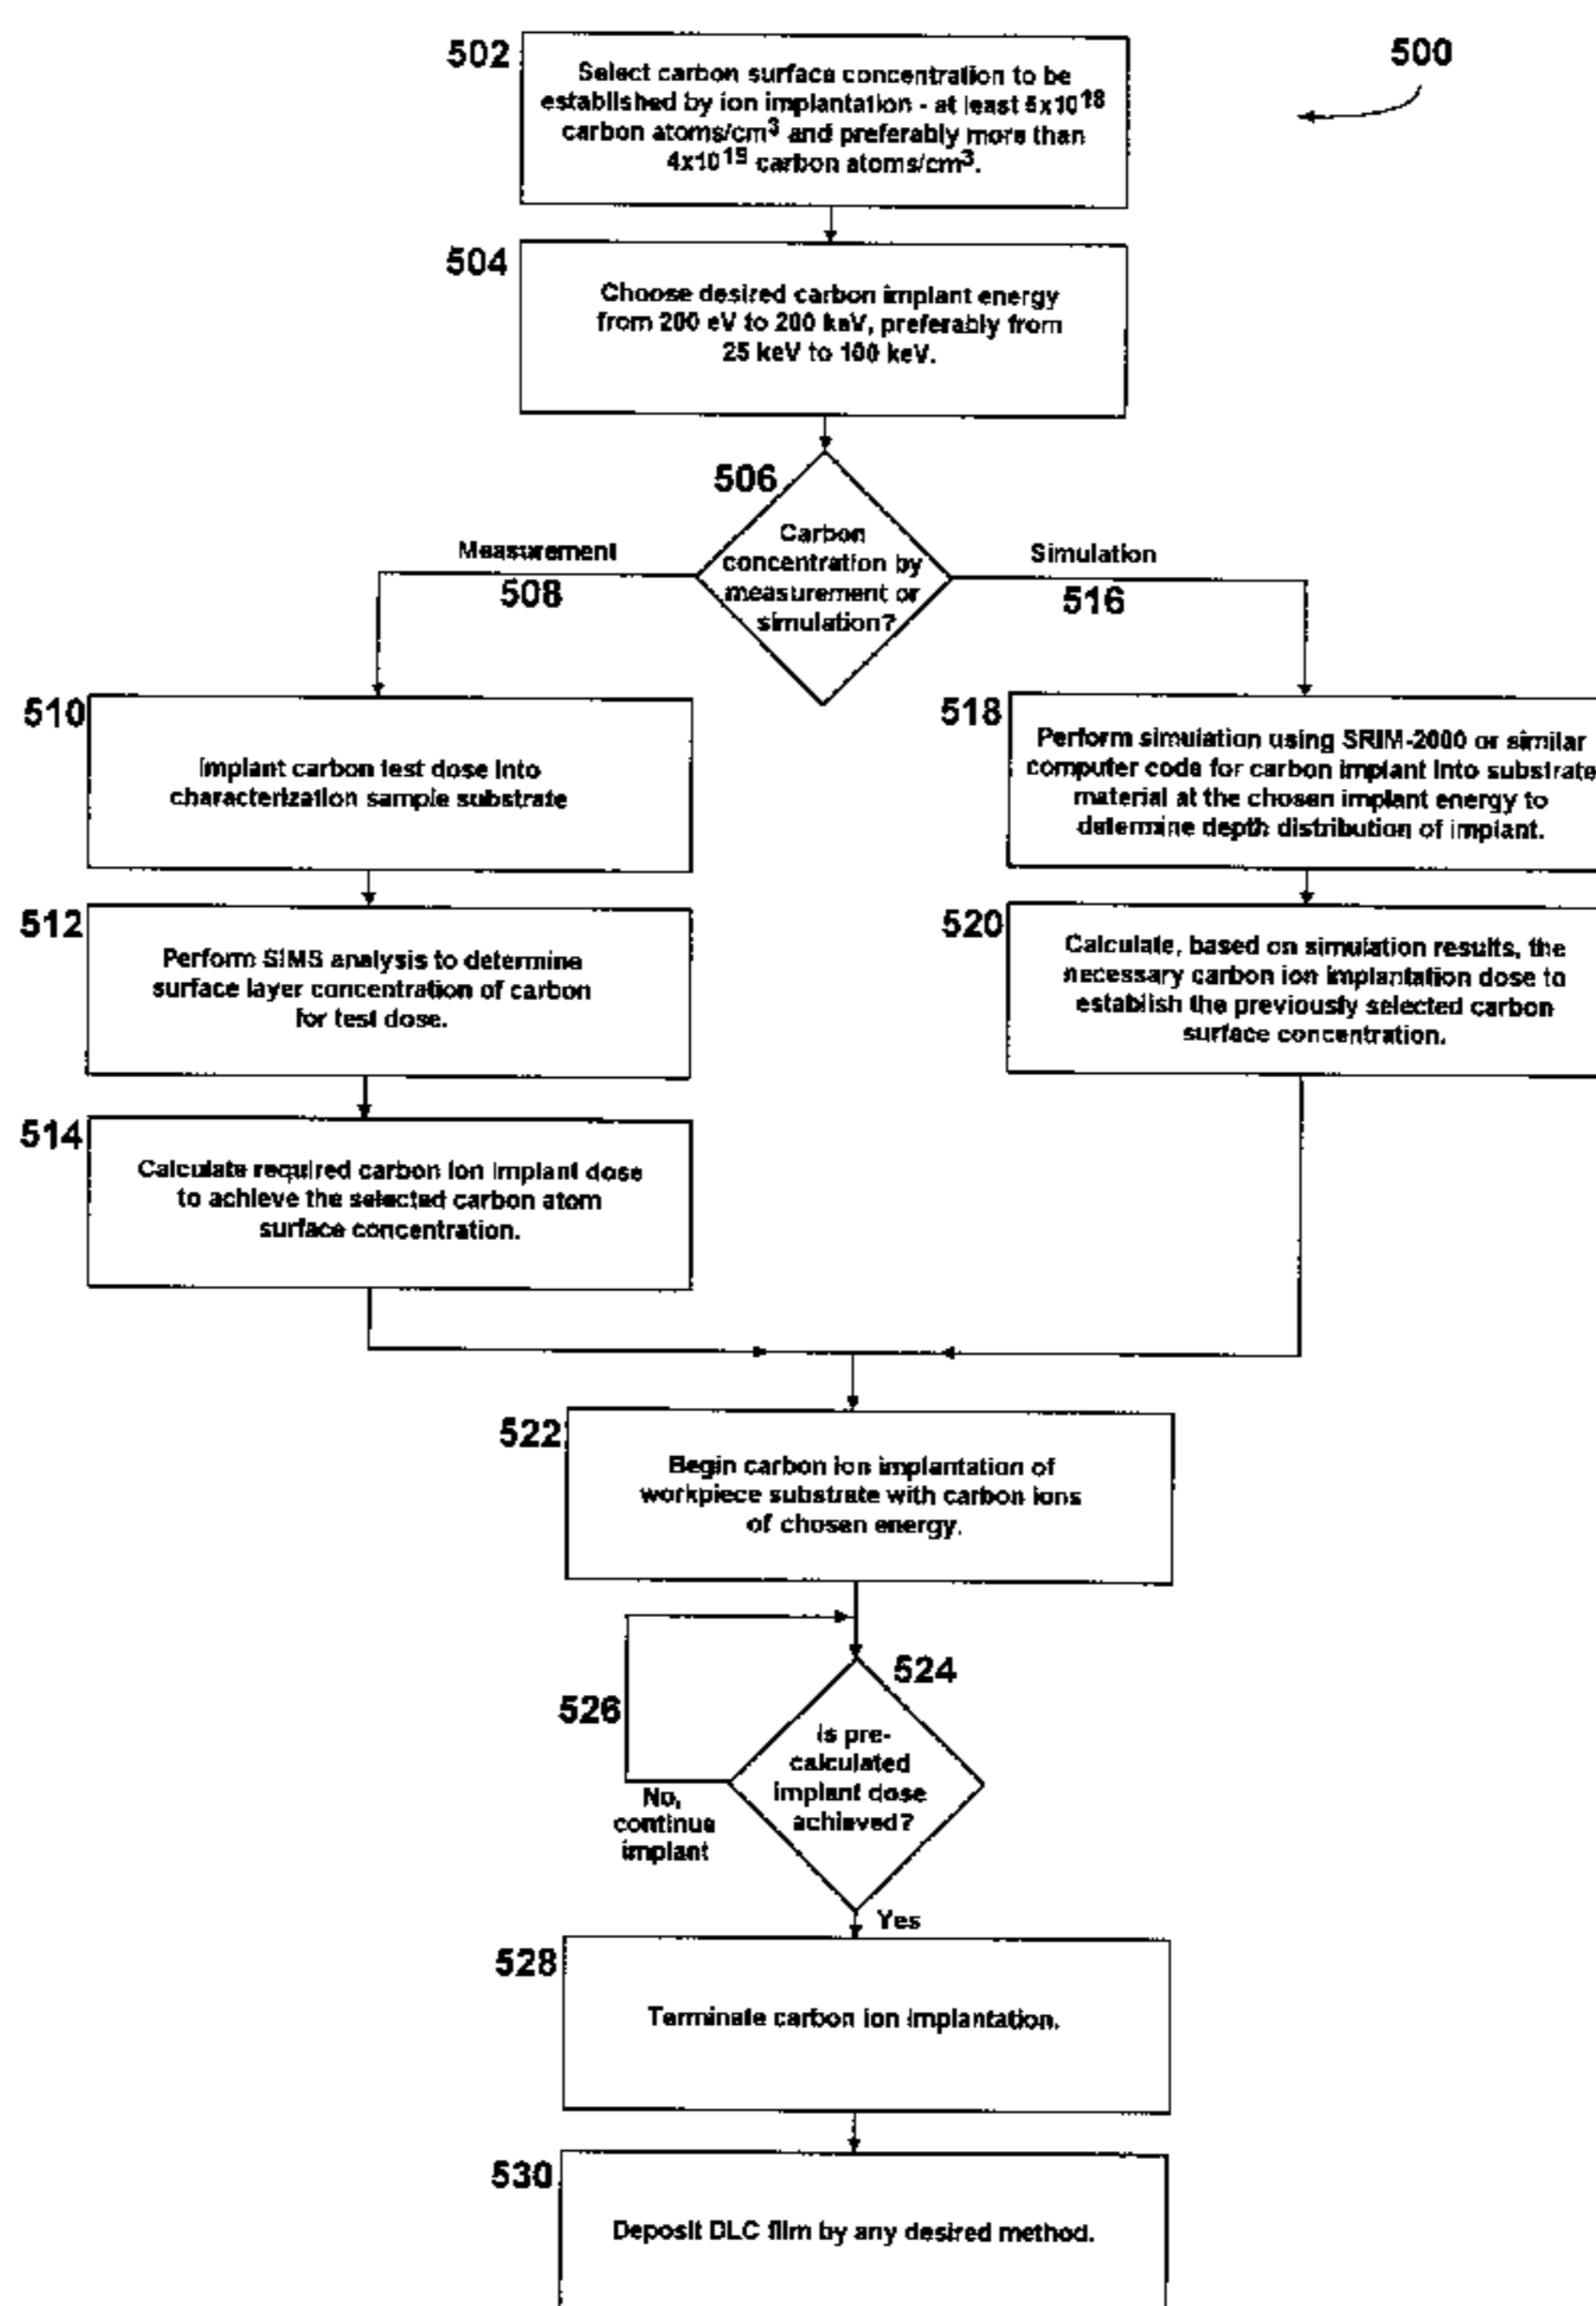 502
500
Select carbon surface concentration to be
established by ion implantation - at least 5x10¹⁸
carbon atoms/cm³ and preferably more than
4x10¹⁹ carbon atoms/cm³.
504
Choose desired carbon implant energy
from 200 eV to 200 keV, preferably from
25 keV to 100 keV.
506
Carbon
concentration by
measurement or
simulation?
Measurement
508
Simulation
516
510
Implant carbon test dose into
characterization sample substrate
518
Perform simulation using SRIM-2000 or similar
computer code for carbon implant into substrate
material at the chosen implant energy to
determine depth distribution of implant.
512
Perform SIMS analysis to determine
surface layer concentration of carbon
for test dose.
520
Calculate, based on simulation results, the
necessary carbon ion implantation dose to
establish the previously selected carbon
surface concentration.
514
Calculate required carbon ion implant dose
to achieve the selected carbon atom
surface concentration.
522
Begin carbon ion implantation of
workpiece substrate with carbon ions
of chosen energy.
524
Is pre-
calculated
implant dose
achieved?
526
No,
continue
implant
Yes
528
Terminate carbon ion implantation.
530
Deposit DLC film by any desired method.